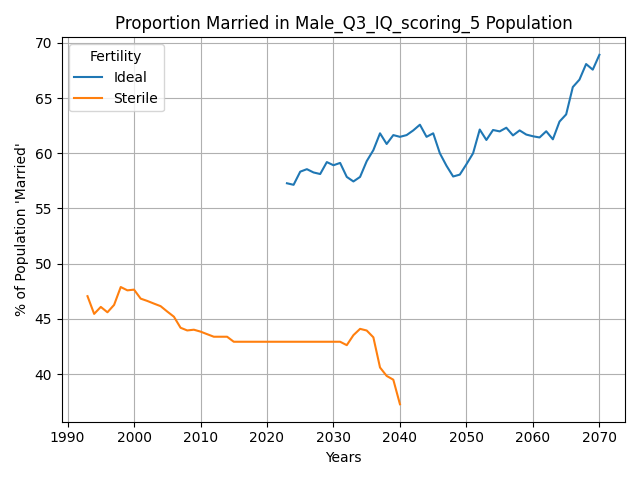 Proportion Married in Male_Q3_IQ_scoring_5 Population
% of Population 'Married'
70
65
60
55
50
45
40
Fertility
Ideal
Sterile
1990 2000 2010 2020 2030 2040 2050 2060 2070
Years